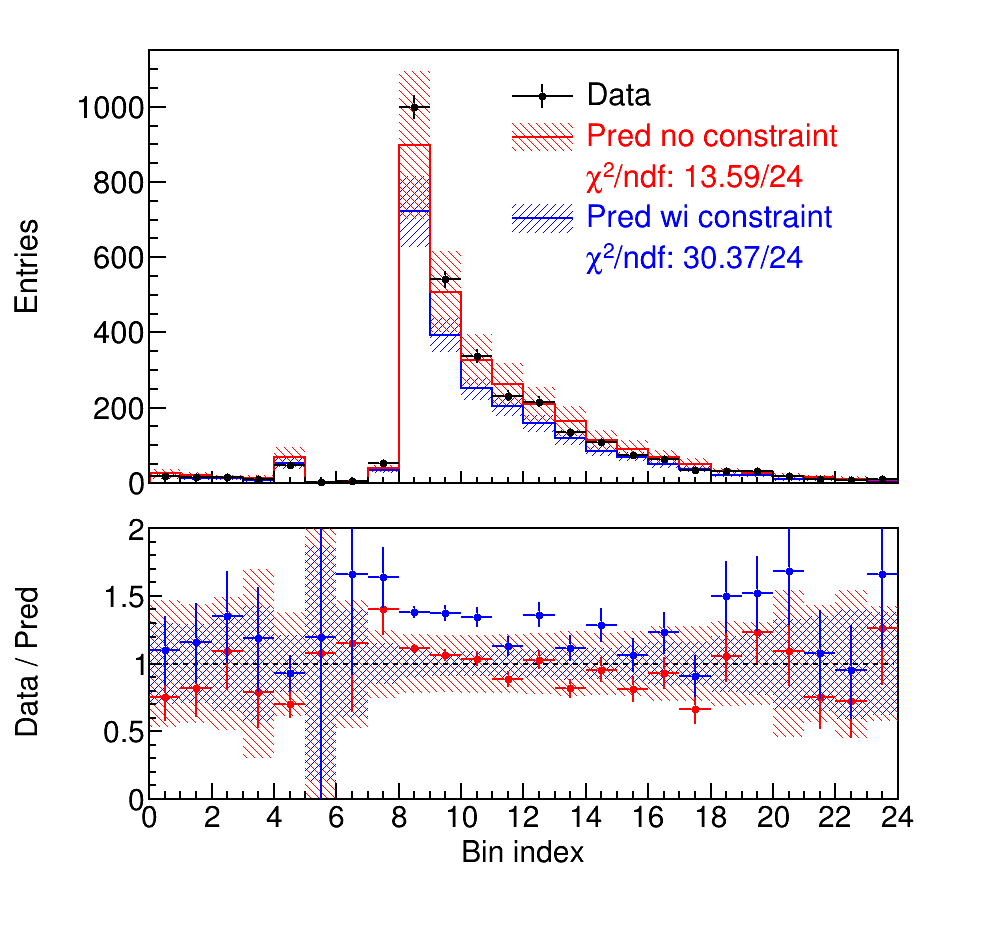 Entries
1000
800
600
400
200
0
Data
Pred no constraint
χ²/ndf: 13.59/24
Pred wi constraint
χ²/ndf: 30.37/24
Data / Pred
2
1.5
1
0.5
0
0 2 4 6 8 10 12 14 16 18 20 22 24
Bin index